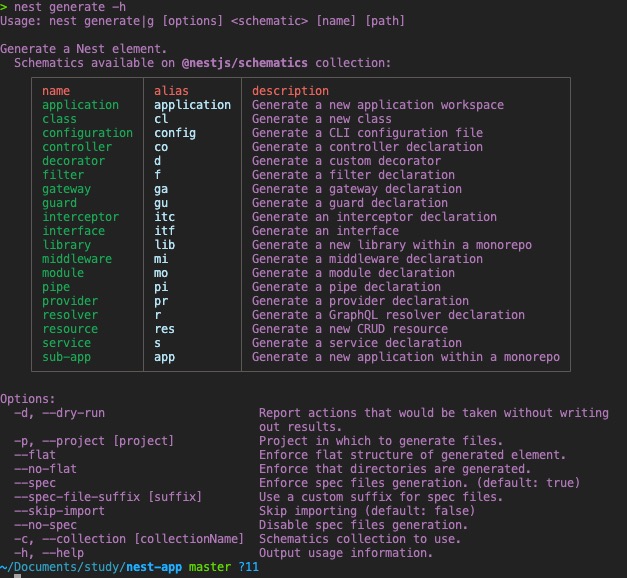 > nest generate -h
Usage: nest generate|g [options] <schematic> [name] [path]
Generate a Nest element.
Schematics available on @nestjs/schematics collection:
name alias description
application application Generate a new application workspace
class cl Generate a new class
configuration config Generate a CLI configuration file
controller co Generate a controller declaration
decorator d Generate a custom decorator
filter f Generate a filter declaration
gateway ga Generate a gateway declaration
guard gu Generate a guard declaration
interceptor itc Generate an interceptor declaration
interface itf Generate an interface
library lib Generate a new library within a monorepo
middleware mi Generate a middleware declaration
module mo Generate a module declaration
pipe pi Generate a pipe declaration
provider pr Generate a provider declaration
resolver r Generate a GraphQL resolver declaration
resource res Generate a new CRUD resource
service s Generate a service declaration
sub-app app Generate a new application within a monorepo
Options:
-d, --dry-run Report actions that would be taken without writing
out results.
-p, --project [project] Project in which to generate files.
--flat Enforce flat structure of generated element.
--no-flat Enforce that directories are generated.
--spec Enforce spec files generation. (default: true)
--spec-file-suffix [suffix] Use a custom suffix for spec files.
--skip-import Skip importing (default: false)
--no-spec Disable spec files generation.
-c, --collection [collectionName] Schematics collection to use.
-h, --help Output usage information.
~/Documents/study/nest-app master ?11